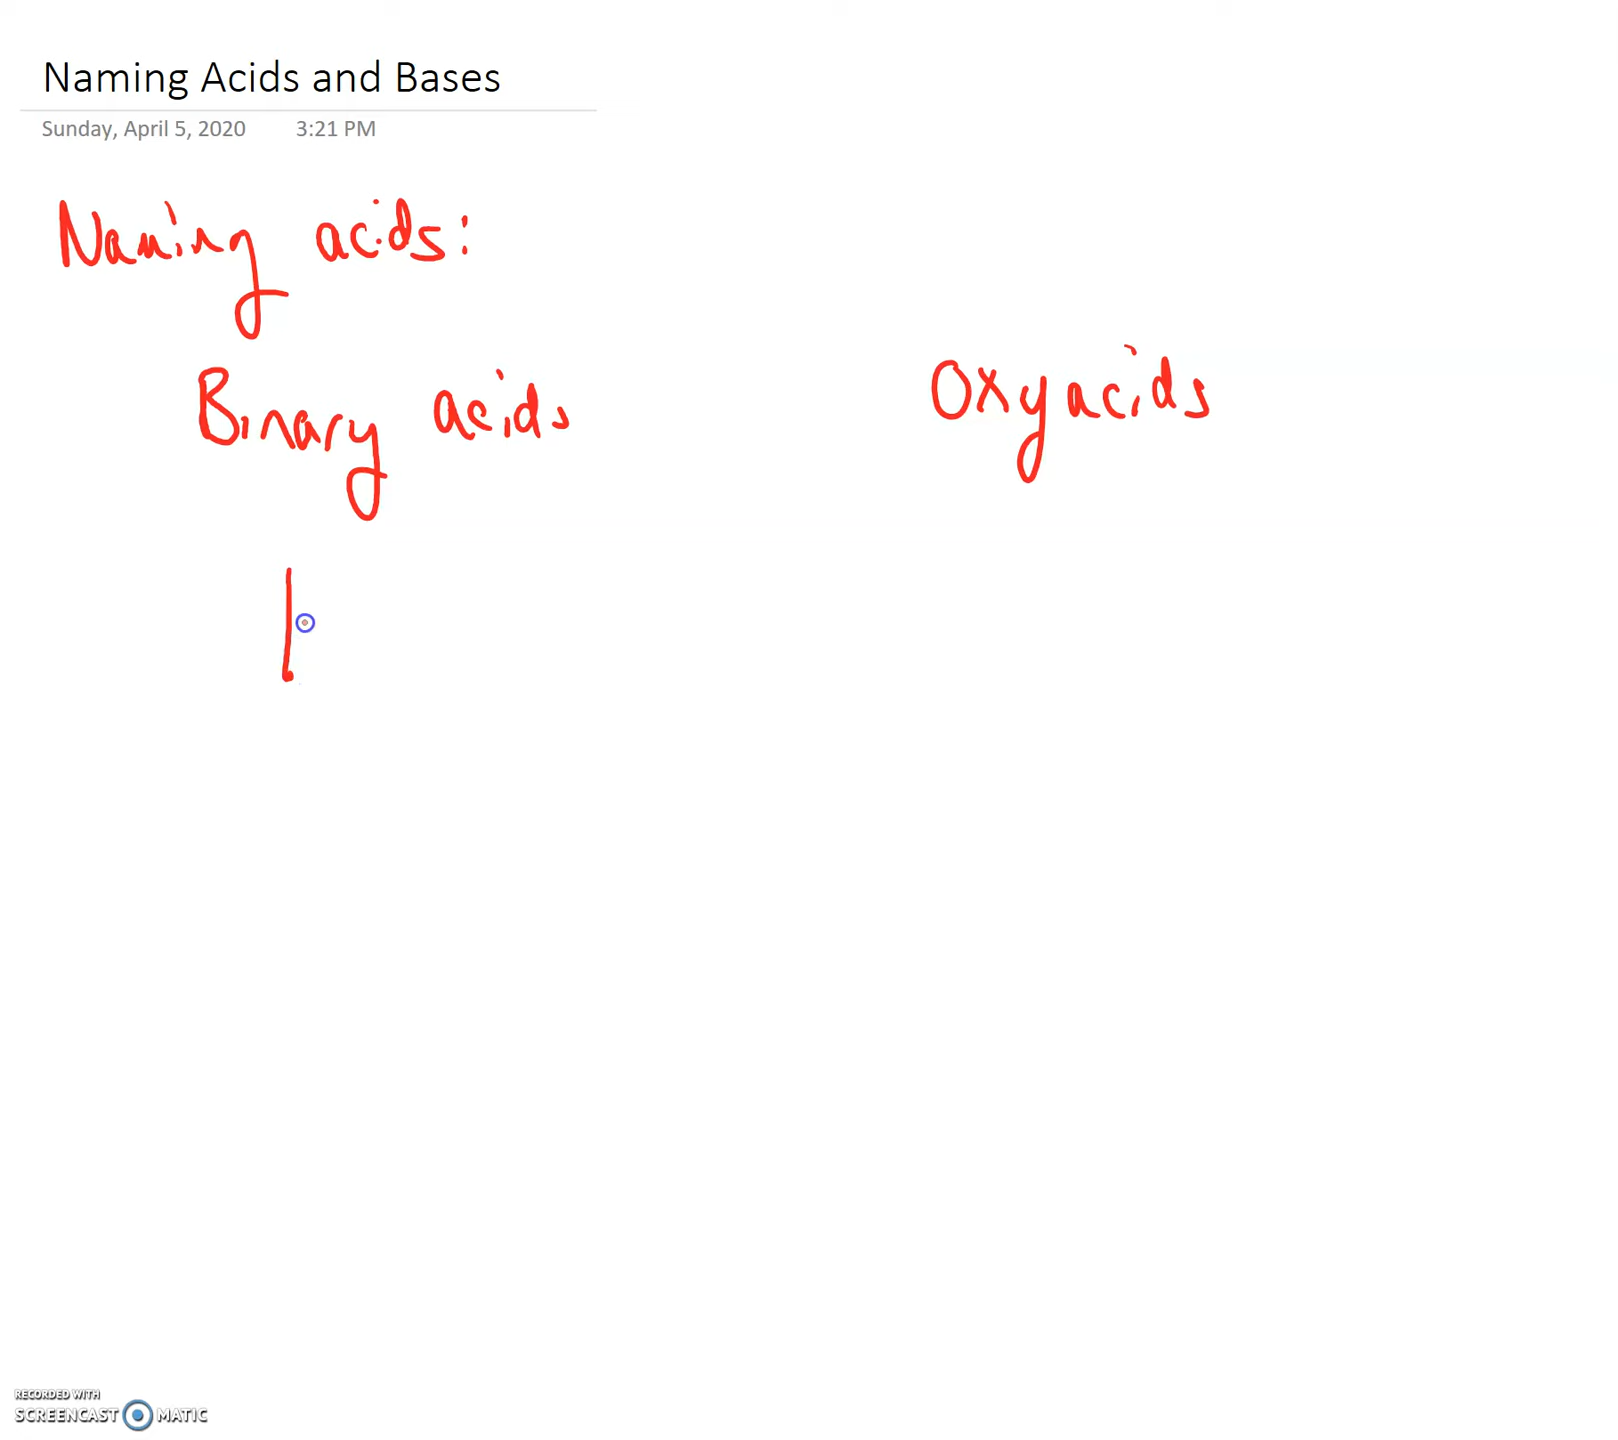 Naming Acids and Bases
Sunday, April 5, 2020 3:21 PM
Naming acids:
Binary acids
Oxyacids
RECORDED WITH
SCREENCAST MATIC